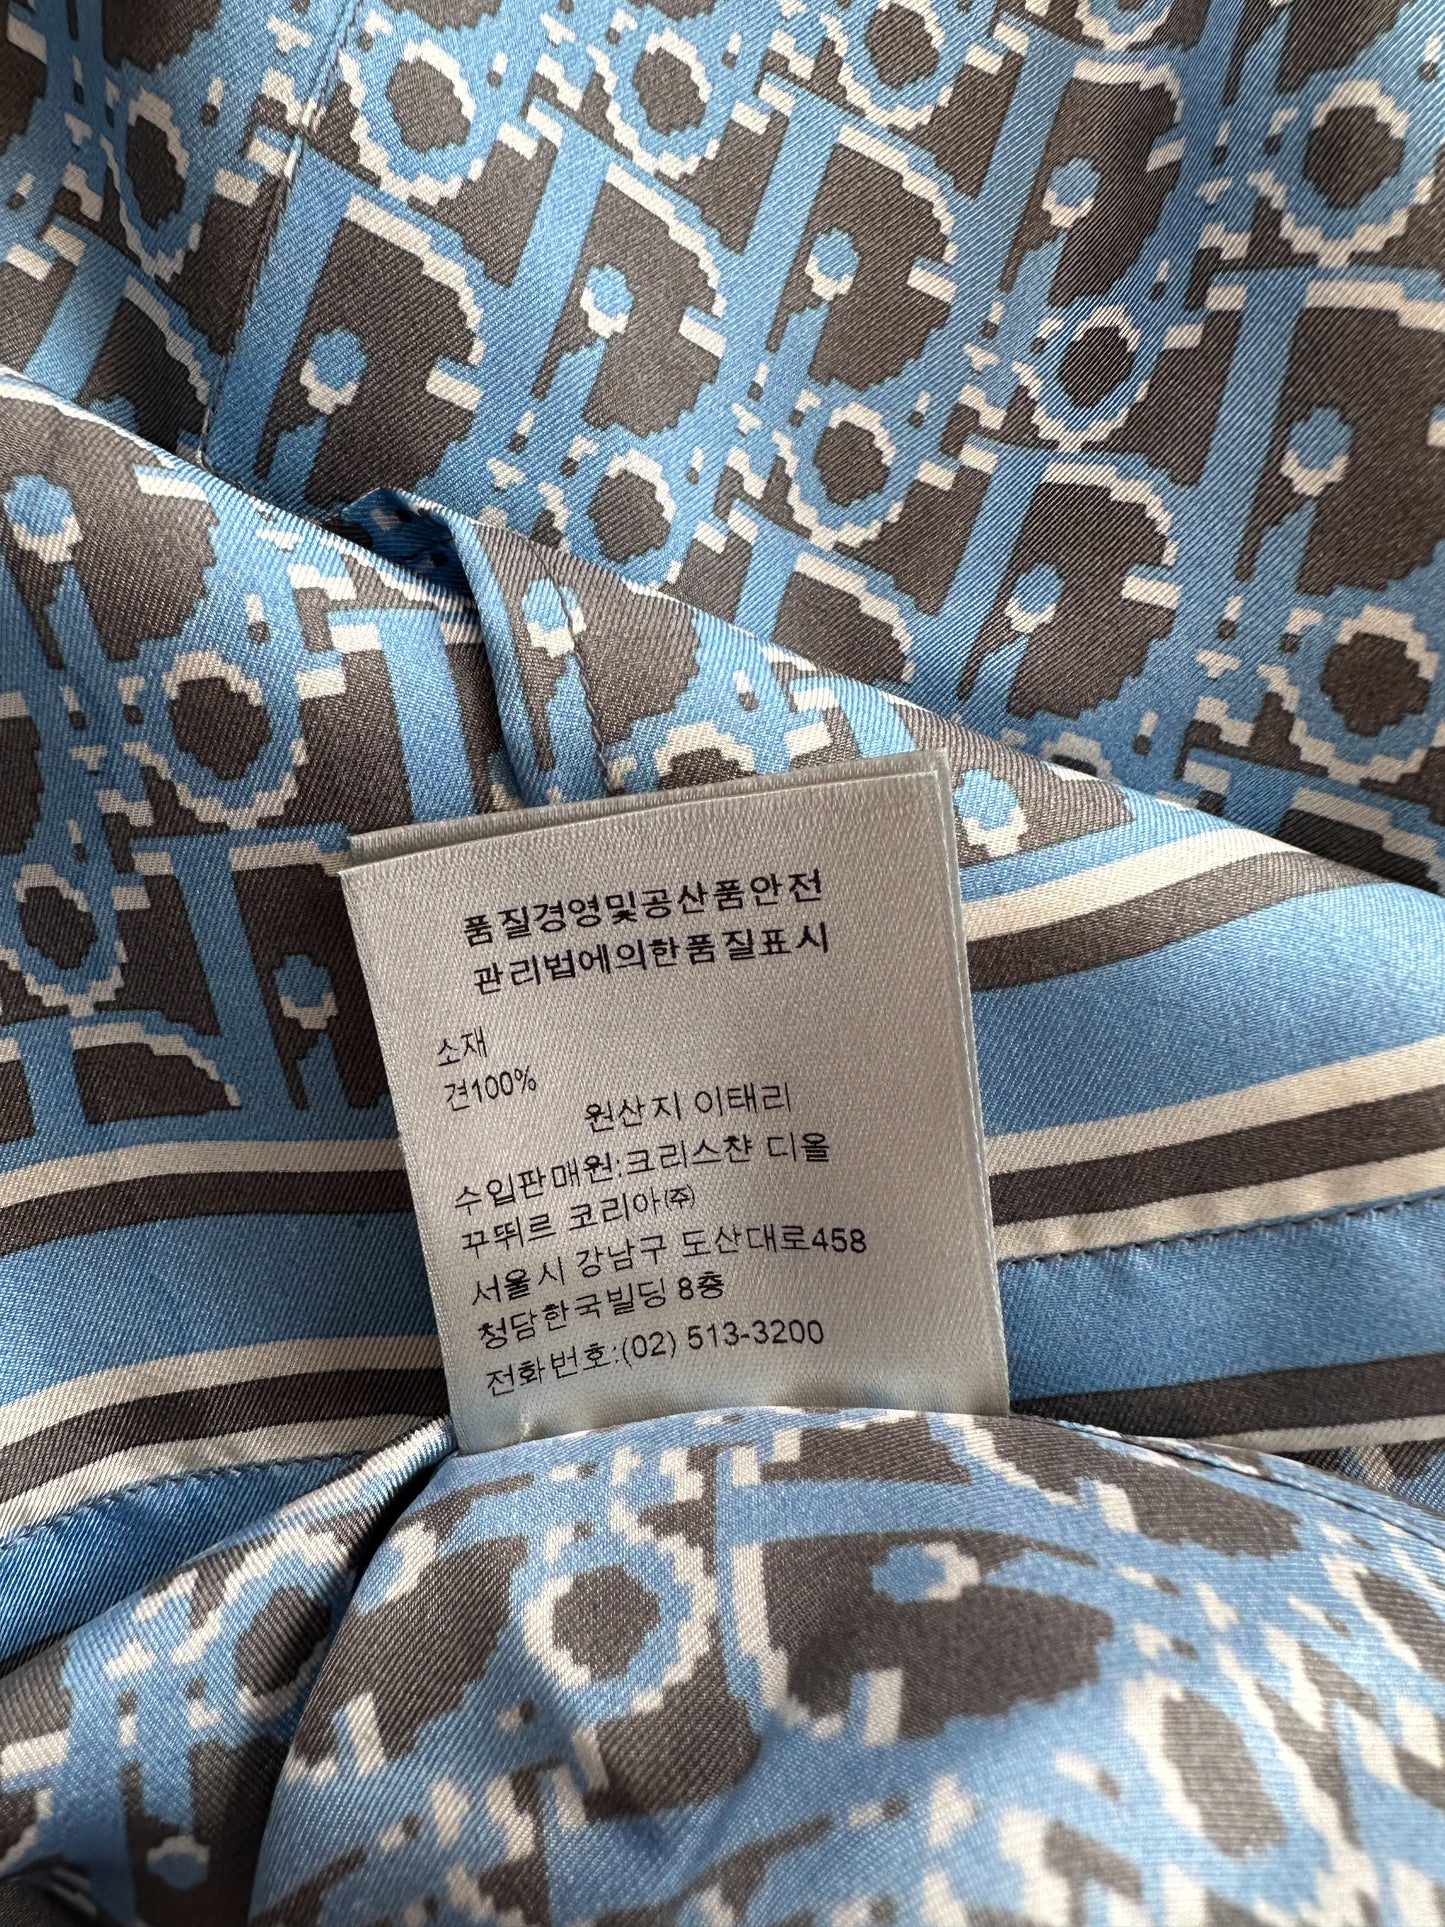 품질경영및공산품안전
관리법에의한품질표시
소재
견100%
원산지 이태리
수입판매원:크리스챤 디올
꾸뛰르 코리아㈜
서울시 강남구 도산대로458
청담한국빌딩 8층
전화번호:(02) 513-3200